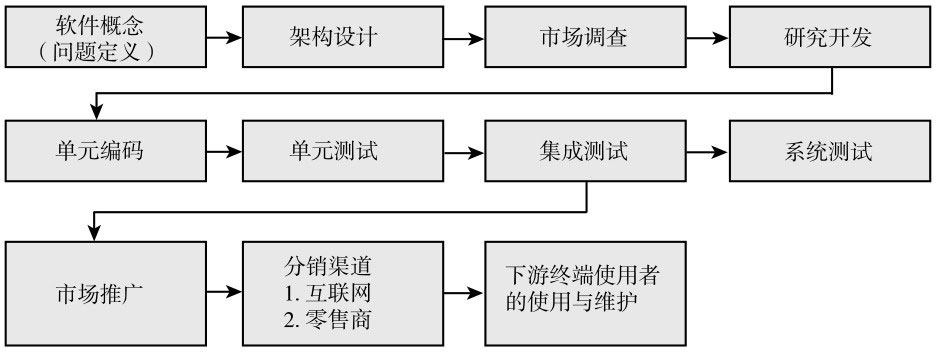 软件概念
（问题定义）
架构设计
市场调查
研究开发
单元编码
单元测试
集成测试
系统测试
市场推广
分销渠道
1. 互联网
2. 零售商
下游终端使用者
的使用与维护